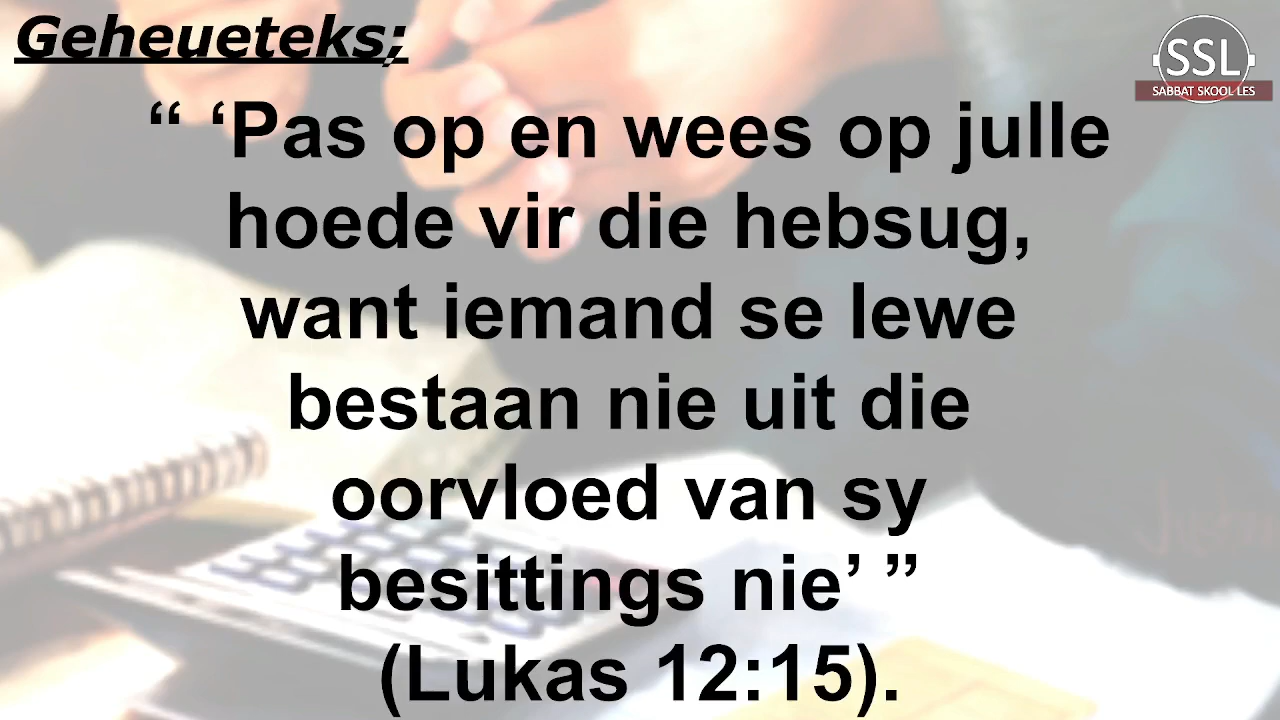 Geheueteks;
SSL
SABBAT SKOOL LES
“ ‘Pas op en wees op julle
hoede vir die hebsug,
want iemand se lewe
bestaan nie uit die
oorvloed van sy
besittings nie’ ”
(Lukas 12:15).